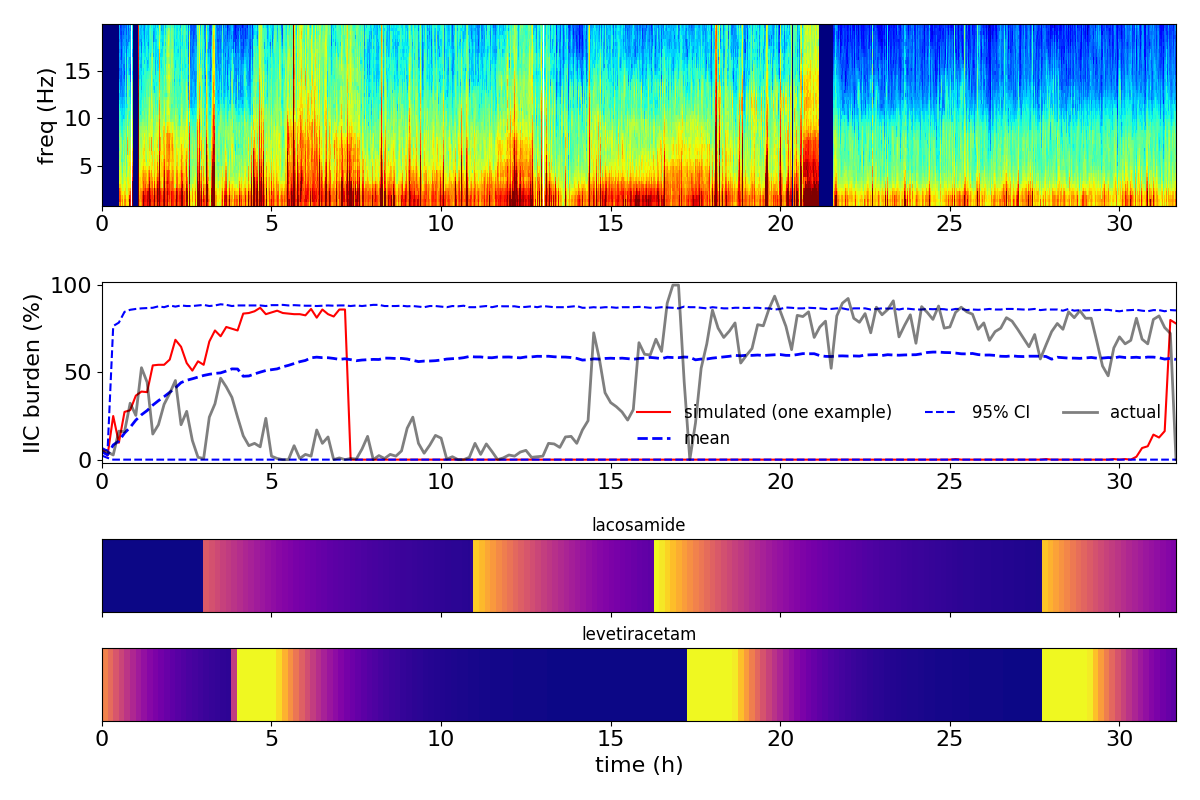 freq (Hz)
15
10
5
0 5 10 15 20 25 30
IIC burden (%)
100
50
0
simulated (one example) 95% CI actual
mean
0 5 10 15 20 25 30
lacosamide
levetiracetam
0 5 10 15 20 25 30
time (h)